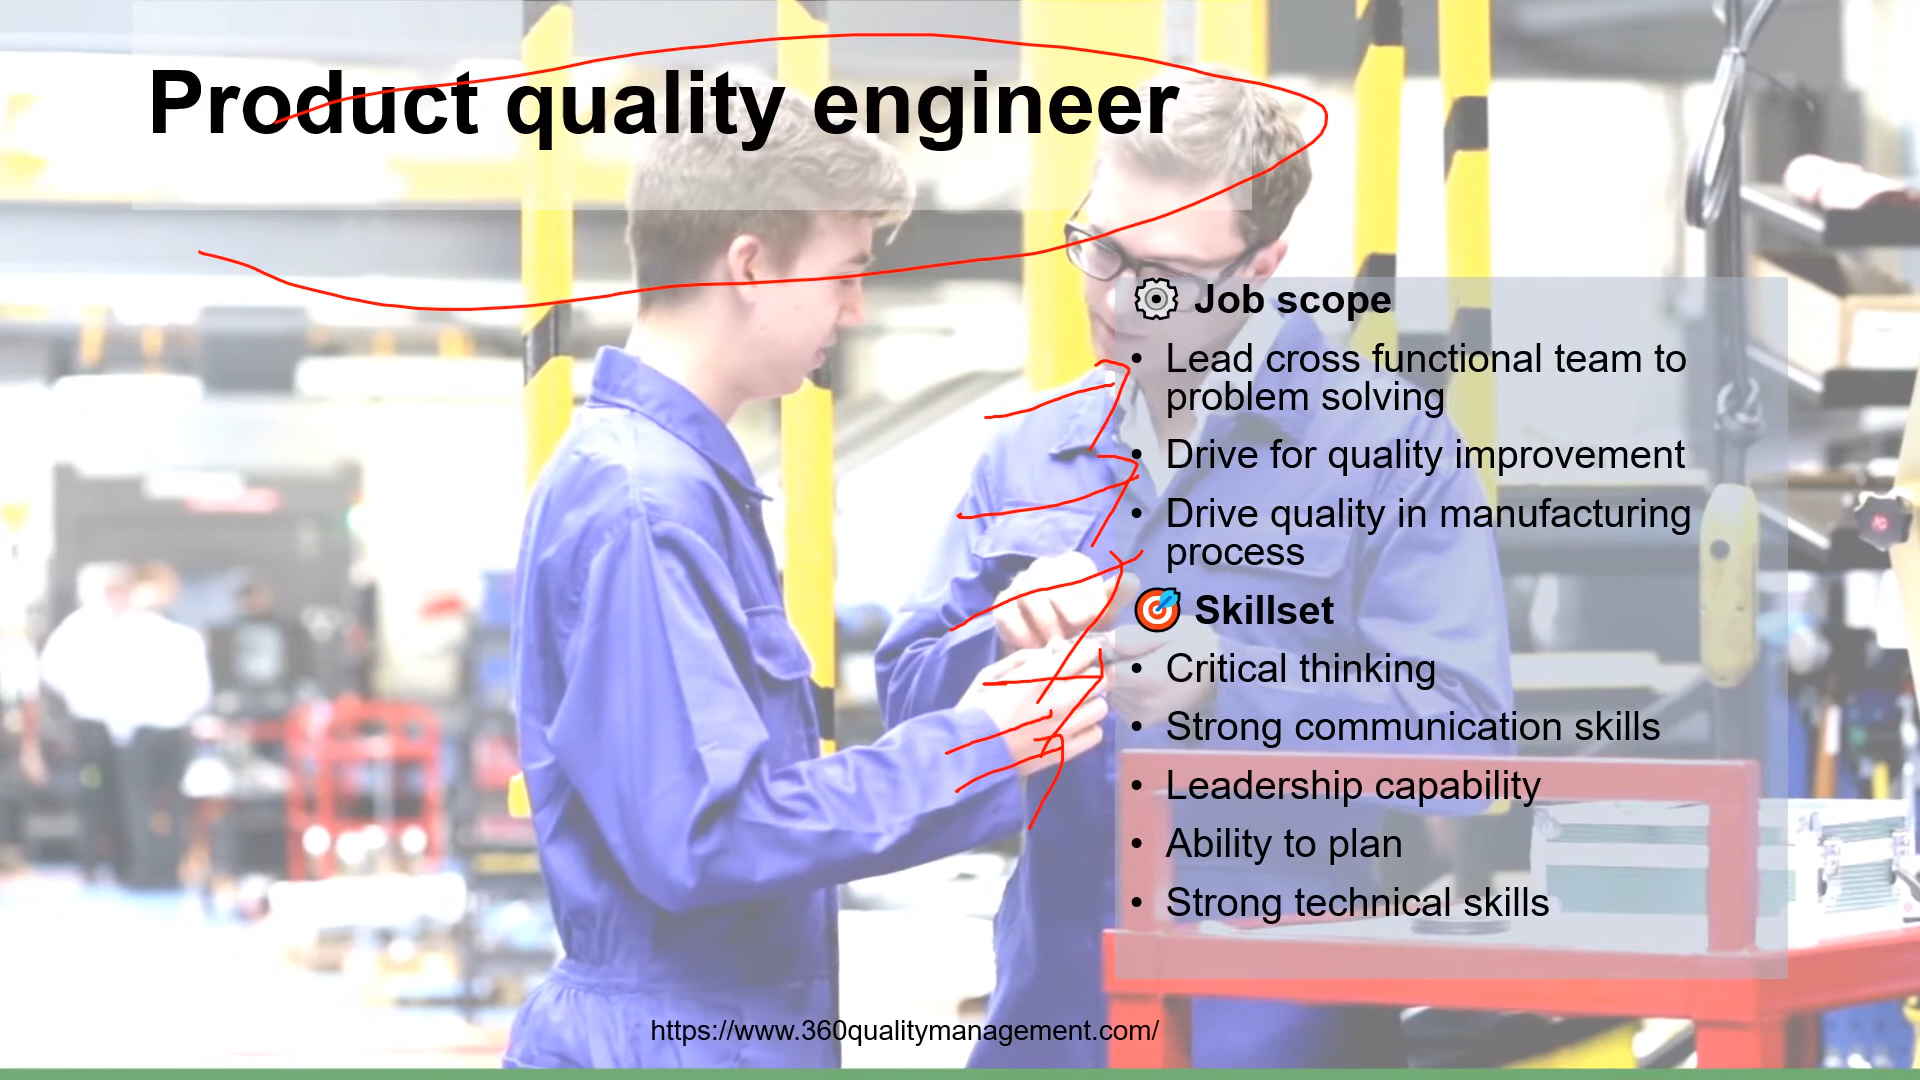 Product quality engineer
Job scope
• Lead cross functional team to
problem solving
• Drive for quality improvement
• Drive quality in manufacturing
process
Skillset
• Critical thinking
• Strong communication skills
• Leadership capability
• Ability to plan
• Strong technical skills
https://www.360qualitymanagement.com/